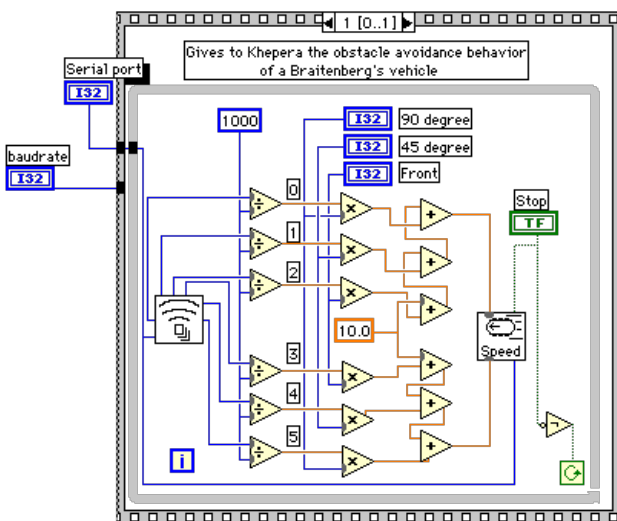 1 [0..1]
Gives to Khepera the obstacle avoidance behavior
of a Braitenberg's vehicle
Serial port
I32
baudrate
I32
1000
I32
90 degree
I32
45 degree
I32
Front
0
1
2
3
4
5
÷
÷
÷
÷
÷
÷
×
×
×
×
×
×
+
+
+
+
+
+
10.0
Stop
TF
Speed
¬
i